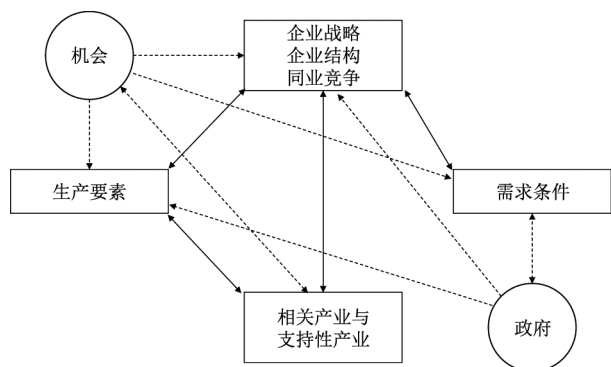 机会
企业战略
企业结构
同业竞争
生产要素
需求条件
相关产业与
支持性产业
政府